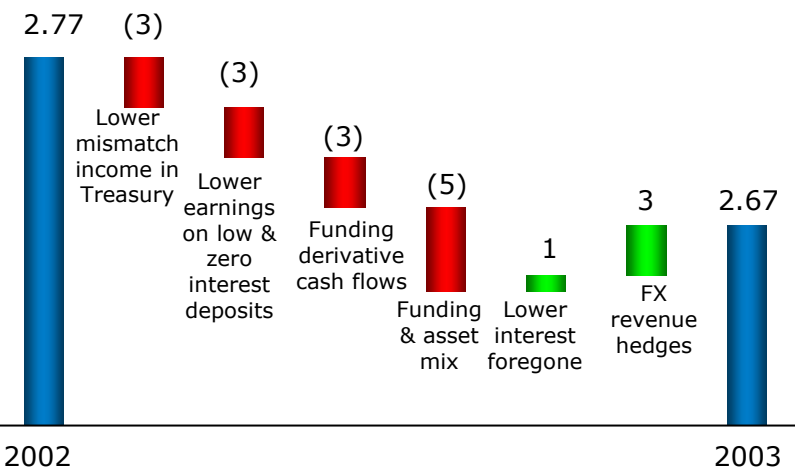 2.77
(3)
Lower
mismatch
income in
Treasury
(3)
Lower
earnings
on low &
zero
interest
deposits
(3)
Funding
derivative
cash flows
(5)
Funding
& asset
mix
1
Lower
interest
foregone
3
FX
revenue
hedges
2.67
2002
2003